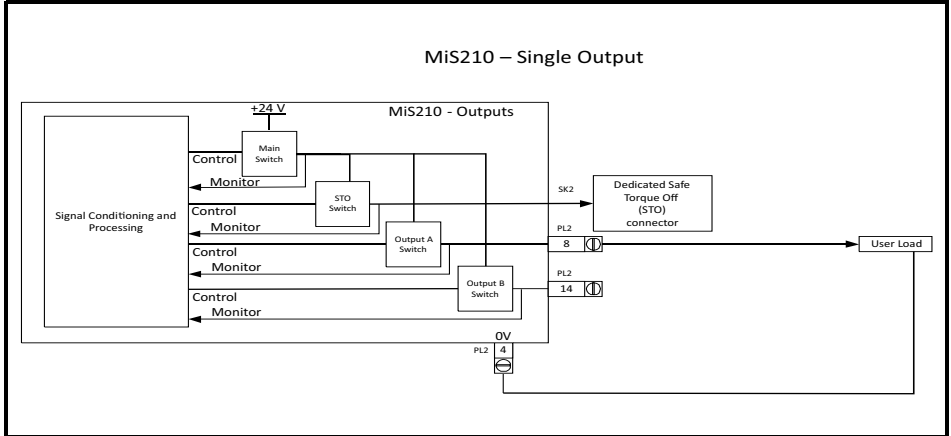 MiS210 – Single Output
MiS210 - Outputs
+24 V
Main
Switch
Control
Monitor
STO
Switch
Control
Monitor
Signal Conditioning and
Processing
Output A
Switch
Control
Monitor
Output B
Switch
Control
Monitor
SK2
Dedicated Safe
Torque Off
(STO)
connector
PL2
8
User Load
PL2
14
0V
PL2 4